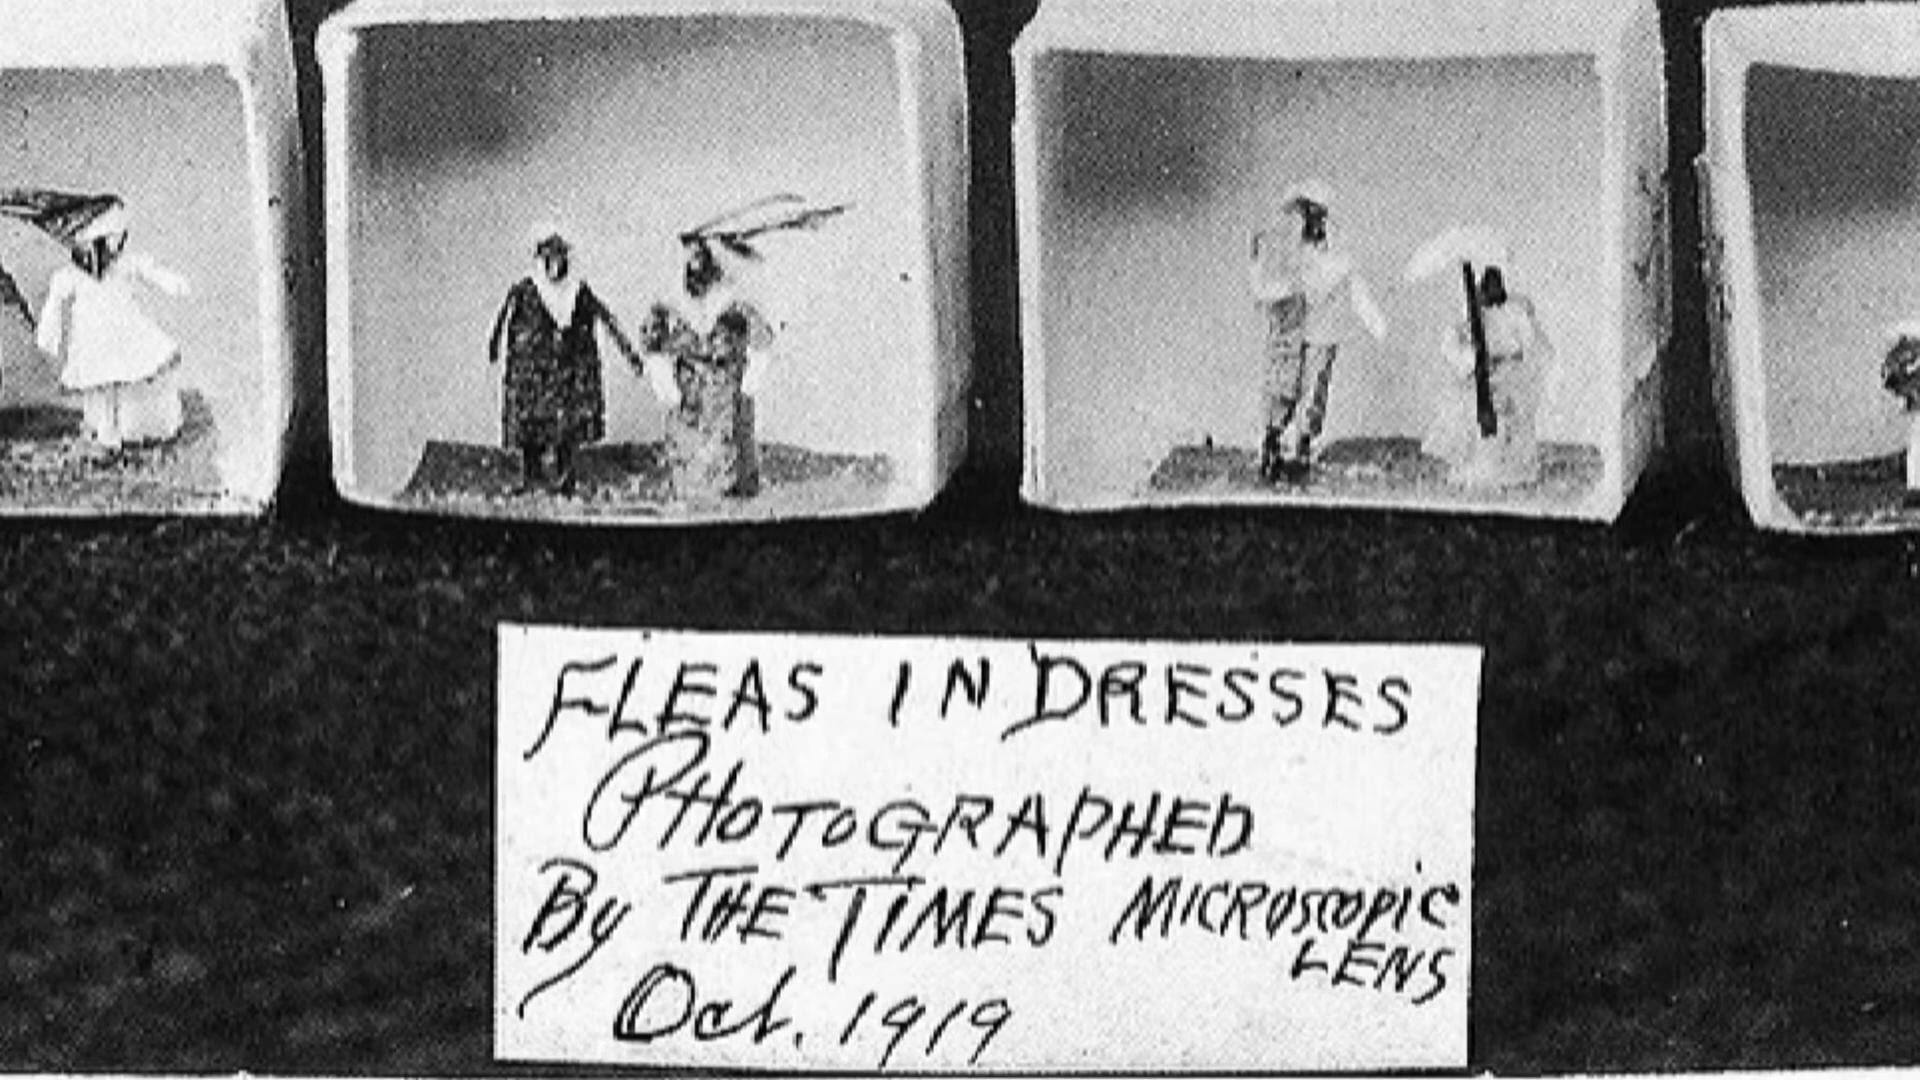 FLEAS IN DRESSES
PHOTOGRAPHED
By THE TIMES MICROSCOPIC
LENS
Oct. 1919